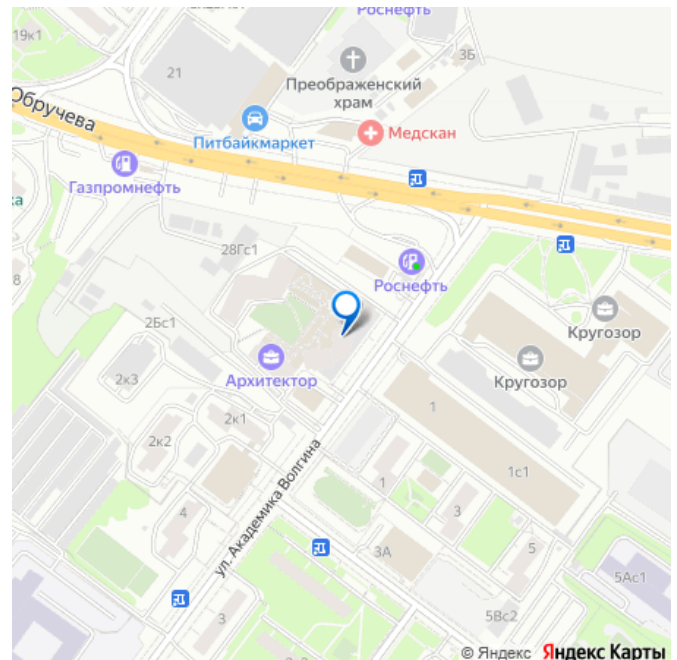 Роснефть
19к1
3Б
21
Преображенский
храм
Обручева
Питбайкмаркет
Медскан
Газпромнефть
28Гс1
Роснефть
8
2Бс1
Кругозор
Архитектор
Кругозор
2к3
2к1
1
2к2
1с1
ул. Академика Волгина
1
4
3
3А
5
5Ас1
3
5Вс2
© Яндекс Яндекс Карты